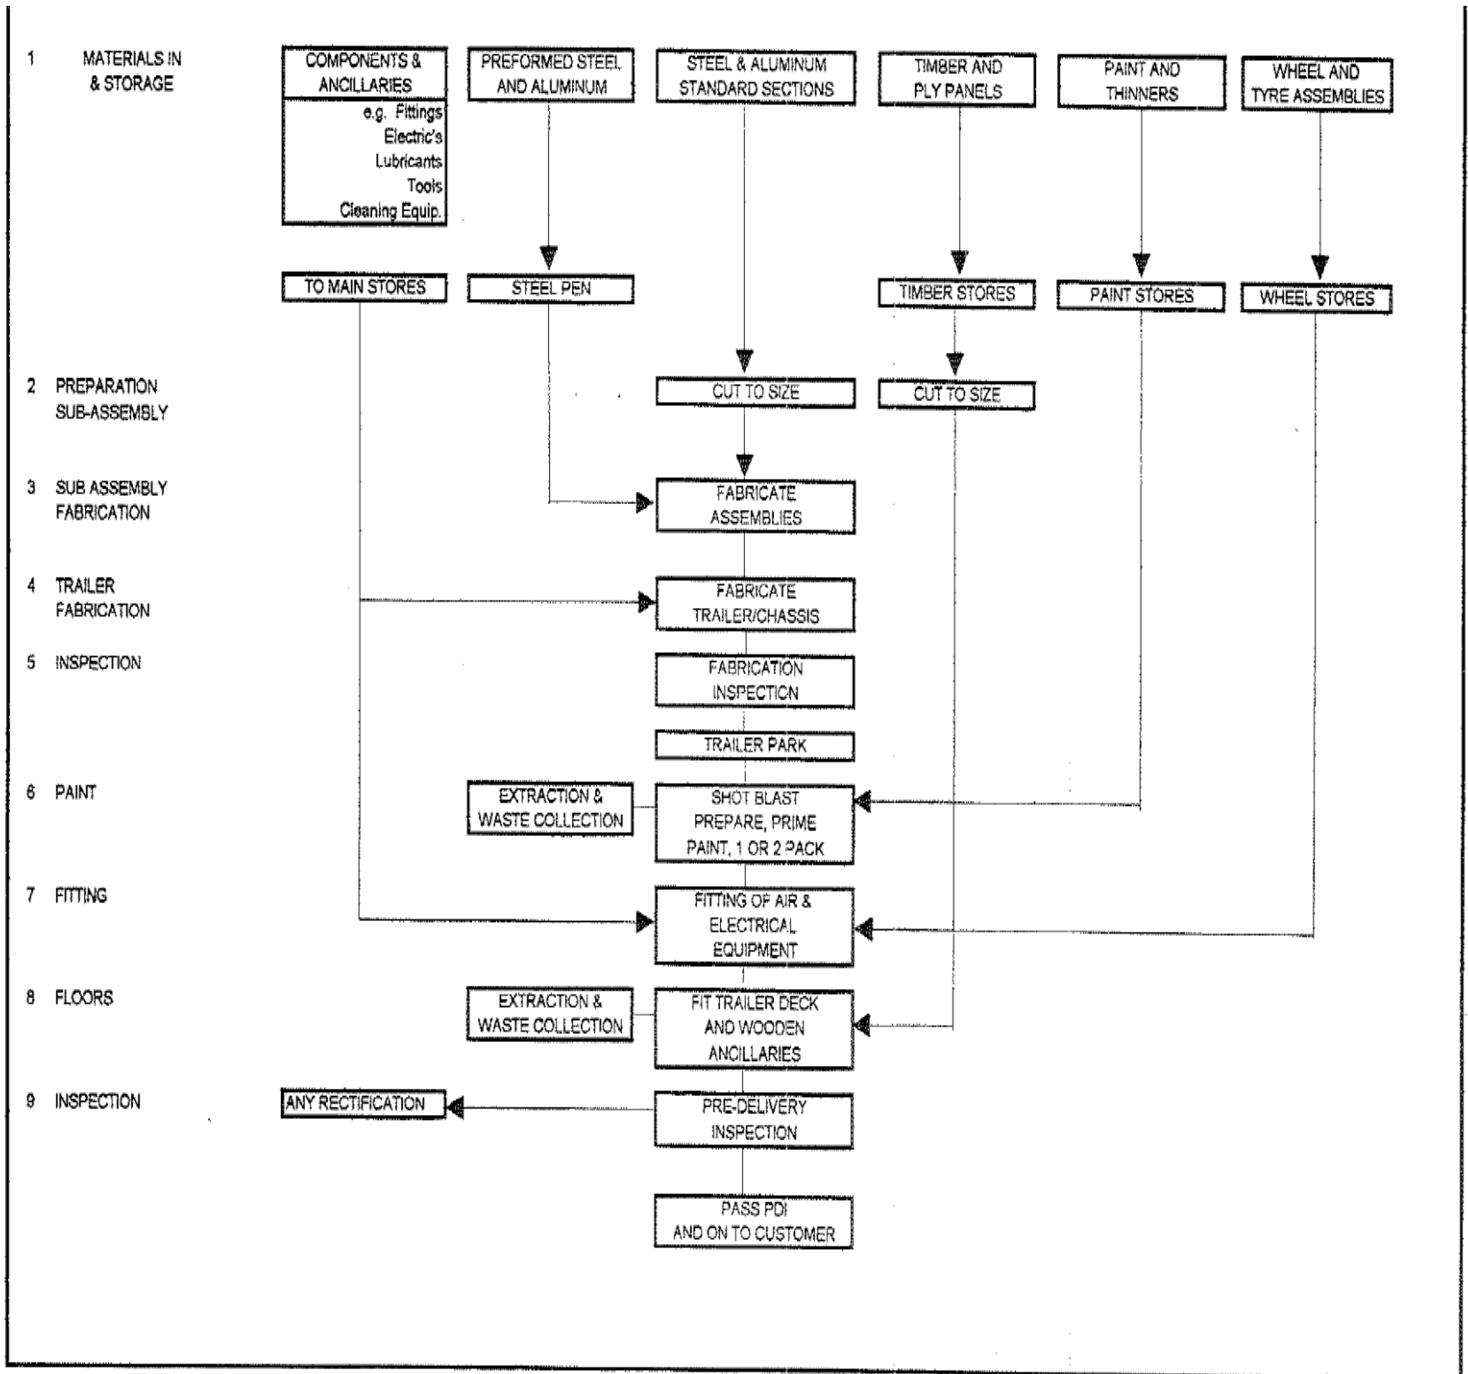 1 MATERIALS IN
& STORAGE
COMPONENTS &
ANCILLARIES
e.g. Fittings
Electric's
Lubricants
Tools
Cleaning Equip.
PREFORMED STEEL
AND ALUMINUM
STEEL & ALUMINUM
STANDARD SECTIONS
TIMBER AND
PLY PANELS
PAINT AND
THINNERS
WHEEL AND
TYRE ASSEMBLIES
TO MAIN STORES
STEEL PEN
TIMBER STORES
PAINT STORES
WHEEL STORES
2 PREPARATION
SUB-ASSEMBLY
CUT TO SIZE
CUT TO SIZE
3 SUB ASSEMBLY
FABRICATION
FABRICATE
ASSEMBLIES
4 TRAILER
FABRICATION
FABRICATE
TRAILER/CHASSIS
5 INSPECTION
FABRICATION
INSPECTION
TRAILER PARK
6 PAINT
EXTRACTION &
WASTE COLLECTION
SHOT BLAST
PREPARE, PRIME
PAINT, 1 OR 2 PACK
7 FITTING
FITTING OF AIR &
ELECTRICAL
EQUIPMENT
8 FLOORS
EXTRACTION &
WASTE COLLECTION
FIT TRAILER DECK
AND WOODEN
ANCILLARIES
9 INSPECTION
ANY RECTIFICATION
PRE-DELIVERY
INSPECTION
PASS PDI
AND ON TO CUSTOMER